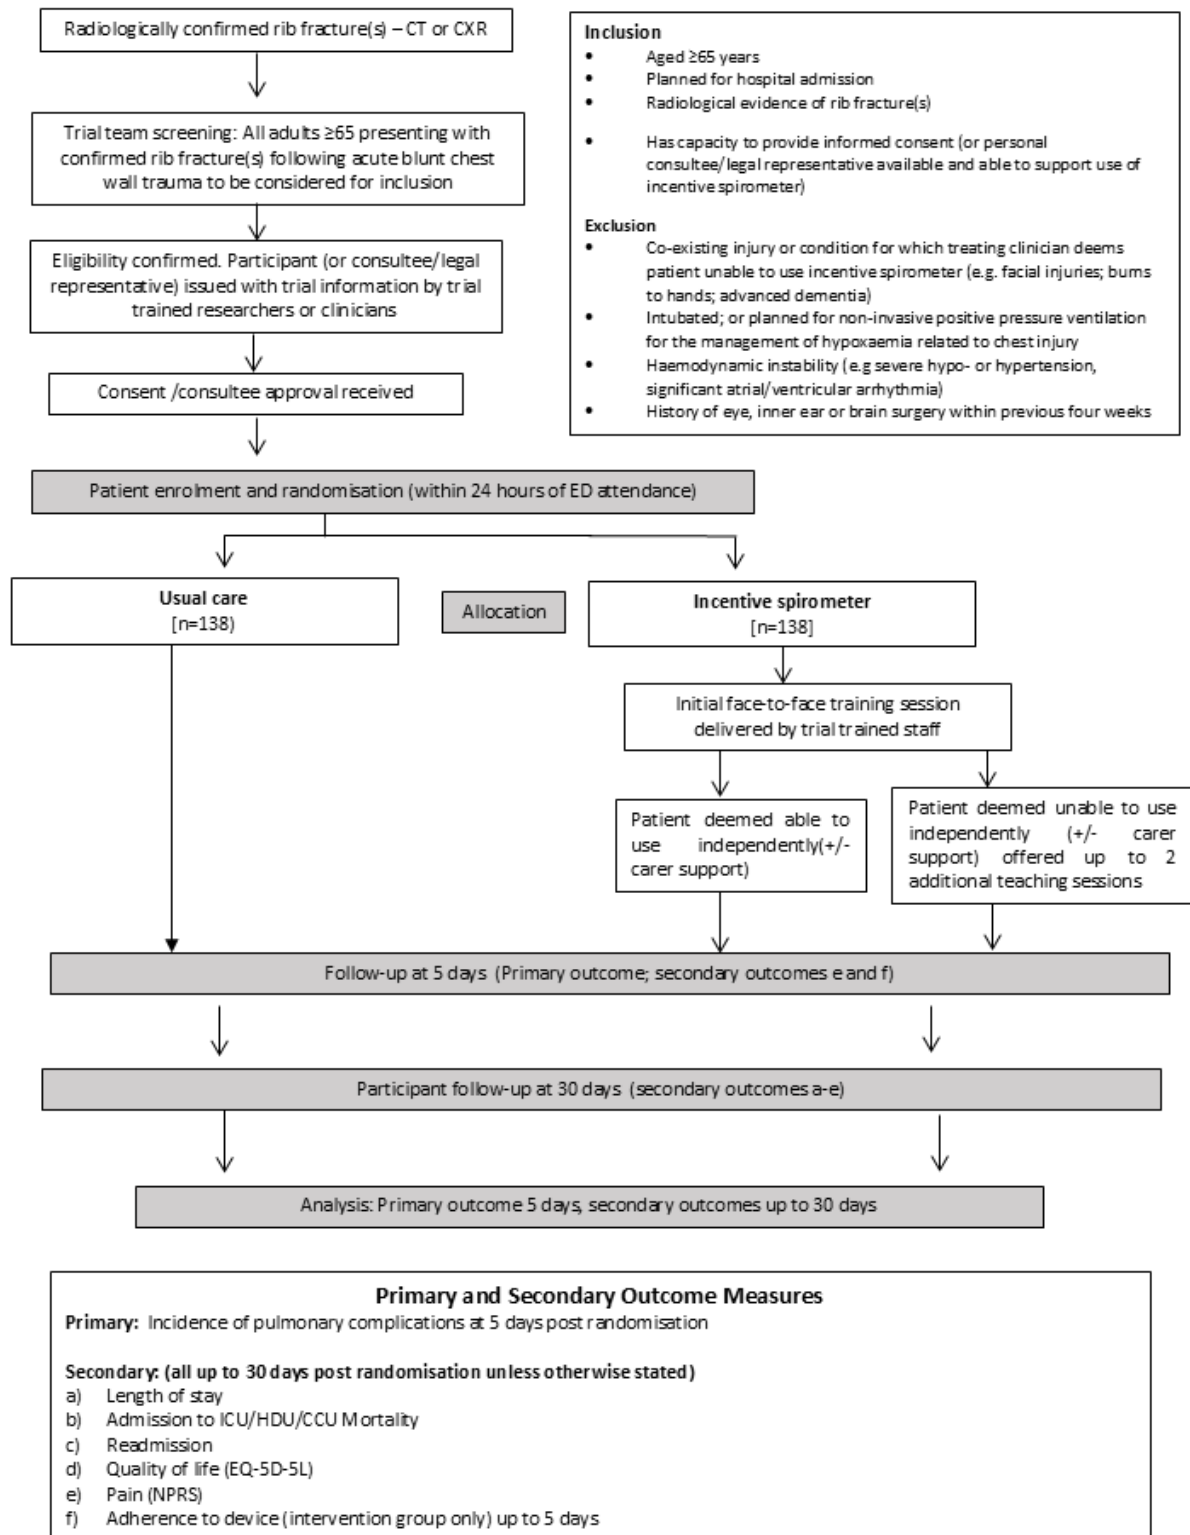 Radiologically confirmed rib fracture(s) – CT or CXR
Trial team screening: All adults ≥65 presenting with
confirmed rib fracture(s) following acute blunt chest
wall trauma to be considered for inclusion
Eligibility confirmed. Participant (or consultee/legal
representative) issued with trial information by trial
trained researchers or clinicians
Consent /consultee approval received
Inclusion
• Aged ≥65 years
• Planned for hospital admission
• Radiological evidence of rib fracture(s)
• Has capacity to provide informed consent (or personal
consultee/legal representative available and able to support use of
incentive spirometer)
Exclusion
• Co-existing injury or condition for which treating clinician deems
patient unable to use incentive spirometer (e.g. facial injuries; burns
to hands; advanced dementia)
• Intubated; or planned for non-invasive positive pressure ventilation
for the management of hypoxaemia related to chest injury
• Haemodynamic instability (e.g severe hypo- or hypertension,
significant atrial/ventricular arrhythmia)
• History of eye, inner ear or brain surgery within previous four weeks
Patient enrolment and randomisation (within 24 hours of ED attendance)
Usual care
[n=138)
Allocation
Incentive spirometer
[n=138]
Initial face-to-face training session
delivered by trial trained staff
Patient deemed able to
use independently(+/-
carer support)
Patient deemed unable to use
independently (+/- carer
support) offered up to 2
additional teaching sessions
Follow-up at 5 days (Primary outcome; secondary outcomes e and f)
Participant follow-up at 30 days (secondary outcomes a-e)
Analysis: Primary outcome 5 days, secondary outcomes up to 30 days
Primary and Secondary Outcome Measures
Primary: Incidence of pulmonary complications at 5 days post randomisation
Secondary: (all up to 30 days post randomisation unless otherwise stated)
a) Length of stay
b) Admission to ICU/HDU/CCU Mortality
c) Readmission
d) Quality of life (EQ-5D-5L)
e) Pain (NPRS)
f) Adherence to device (intervention group only) up to 5 days